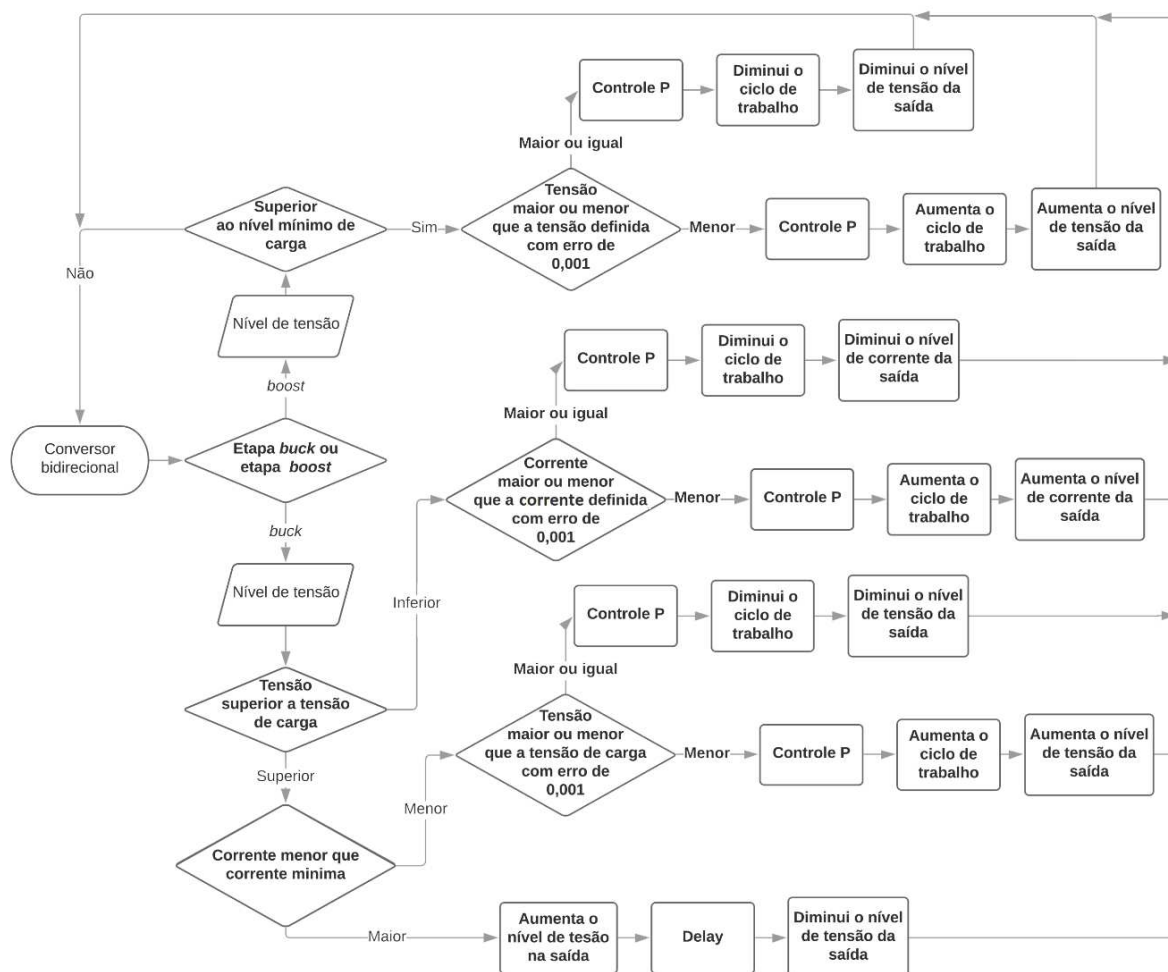 Controle P
Diminui o
ciclo de
trabalho
Diminui o nível
de tensão da
saída
Maior ou igual
Superior
ao nível mínimo de
carga
Sim
Tensão
maior ou menor
que a tensão definida
com erro de
0,001
Menor
Controle P
Aumenta o
ciclo de
trabalho
Aumenta o nível
de tensão da
saída
Não
Nível de tensão
boost
Controle P
Diminui o
ciclo de
trabalho
Diminui o nível
de corrente da
saída
Maior ou igual
Conversor
bidirecional
Etapa buck ou
etapa boost
Corrente
maior ou menor
que a corrente definida
com erro de
0,001
Menor
Controle P
Aumenta o
ciclo de
trabalho
Aumenta o nível
de corrente da
saída
buck
Nível de tensão
Inferior
Controle P
Diminui o
ciclo de
trabalho
Diminui o nível
de tensão da
saída
Maior ou igual
Tensão
superior a tensão
de carga
Tensão
maior ou menor
que a tensão de carga
com erro de
0,001
Menor
Controle P
Aumenta o
ciclo de
trabalho
Aumenta o nível
de tensão da
saída
Superior
Menor
Corrente menor que
corrente minima
Maior
Aumenta o
nível de tesão
na saída
Delay
Diminui o nível
de tensão da
saída